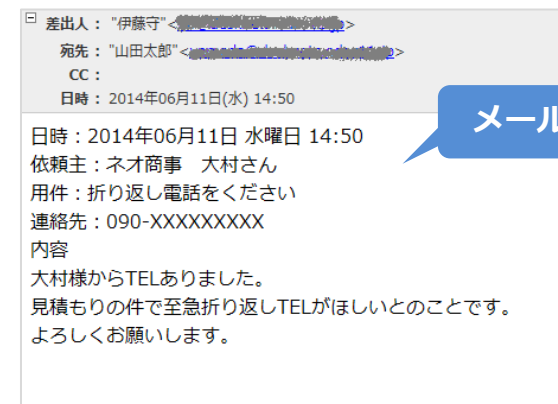 差出人： "伊藤守"<
宛先： "山田太郎"<
CC：
日時： 2014年06月11日(水) 14:50
メール
日時：2014年06月11日 水曜日 14:50
依頼主：ネオ商事　大村さん
用件：折り返し電話をください
連絡先：090-XXXXXXXXX
内容
大村様からTELありました。
見積もりの件で至急折り返しTELがほしいとのことです。
よろしくお願いします。